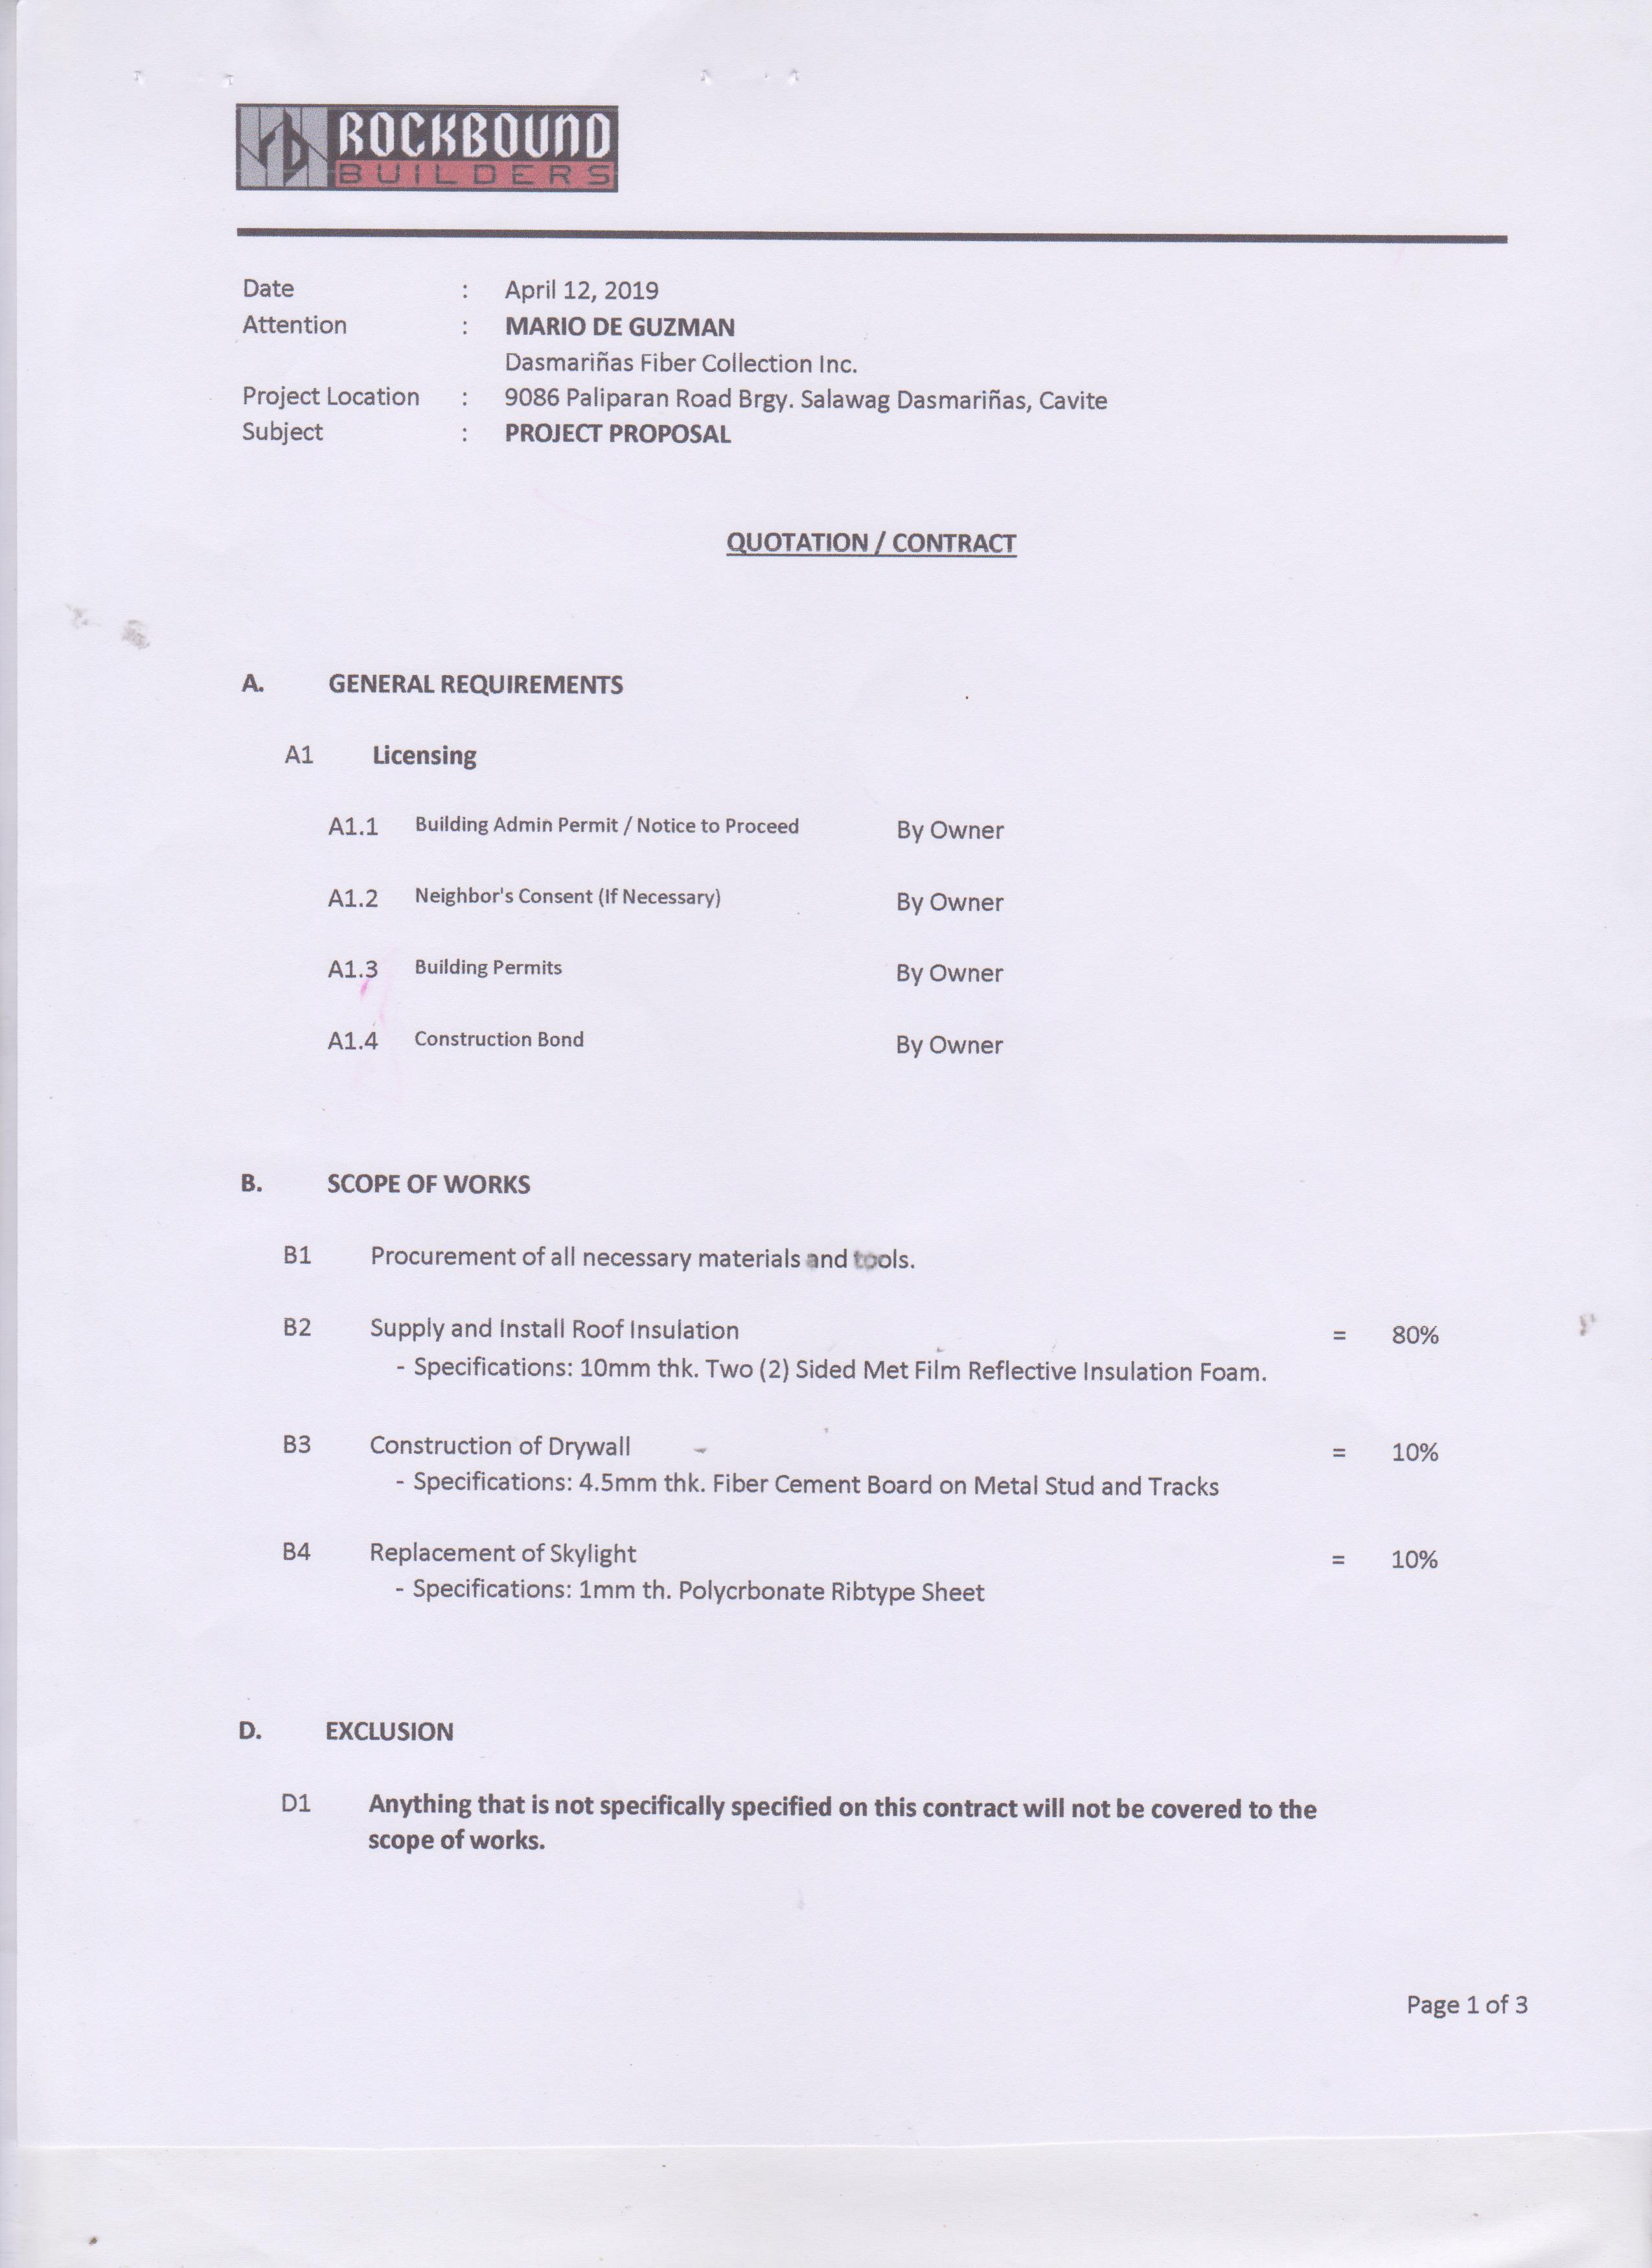 ROCKBOUND
BUILDERS
Date : April 12, 2019
Attention : MARIO DE GUZMAN
Dasmariñas Fiber Collection Inc.
Project Location : 9086 Paliparan Road Brgy. Salawag Dasmariñas, Cavite
Subject : PROJECT PROPOSAL
QUOTATION / CONTRACT
A. GENERAL REQUIREMENTS
A1 Licensing
A1.1 Building Admin Permit / Notice to Proceed By Owner
A1.2 Neighbor's Consent (If Necessary) By Owner
A1.3 Building Permits By Owner
A1.4 Construction Bond By Owner
B. SCOPE OF WORKS
B1 Procurement of all necessary materials and tools.
B2 Supply and Install Roof Insulation = 80%
- Specifications: 10mm thk. Two (2) Sided Met Film Reflective Insulation Foam.
B3 Construction of Drywall = 10%
- Specifications: 4.5mm thk. Fiber Cement Board on Metal Stud and Tracks
B4 Replacement of Skylight = 10%
- Specifications: 1mm th. Polycrbonate Ribtype Sheet
D. EXCLUSION
D1 Anything that is not specifically specified on this contract will not be covered to the
scope of works.
Page 1 of 3